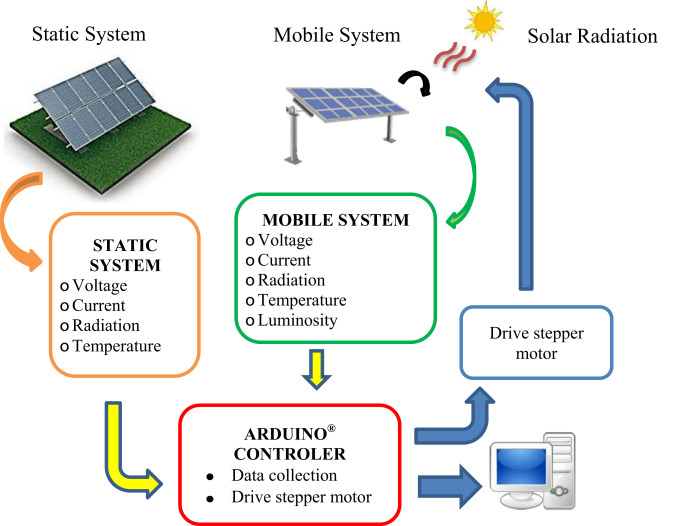 Static System
Mobile System
Solar Radiation
MOBILE SYSTEM
o Voltage
o Current
o Radiation
o Temperature
o Luminosity
STATIC
SYSTEM
o Voltage
o Current
o Radiation
o Temperature
Drive stepper
motor
ARDUINO®
CONTROLER
● Data collection
● Drive stepper motor